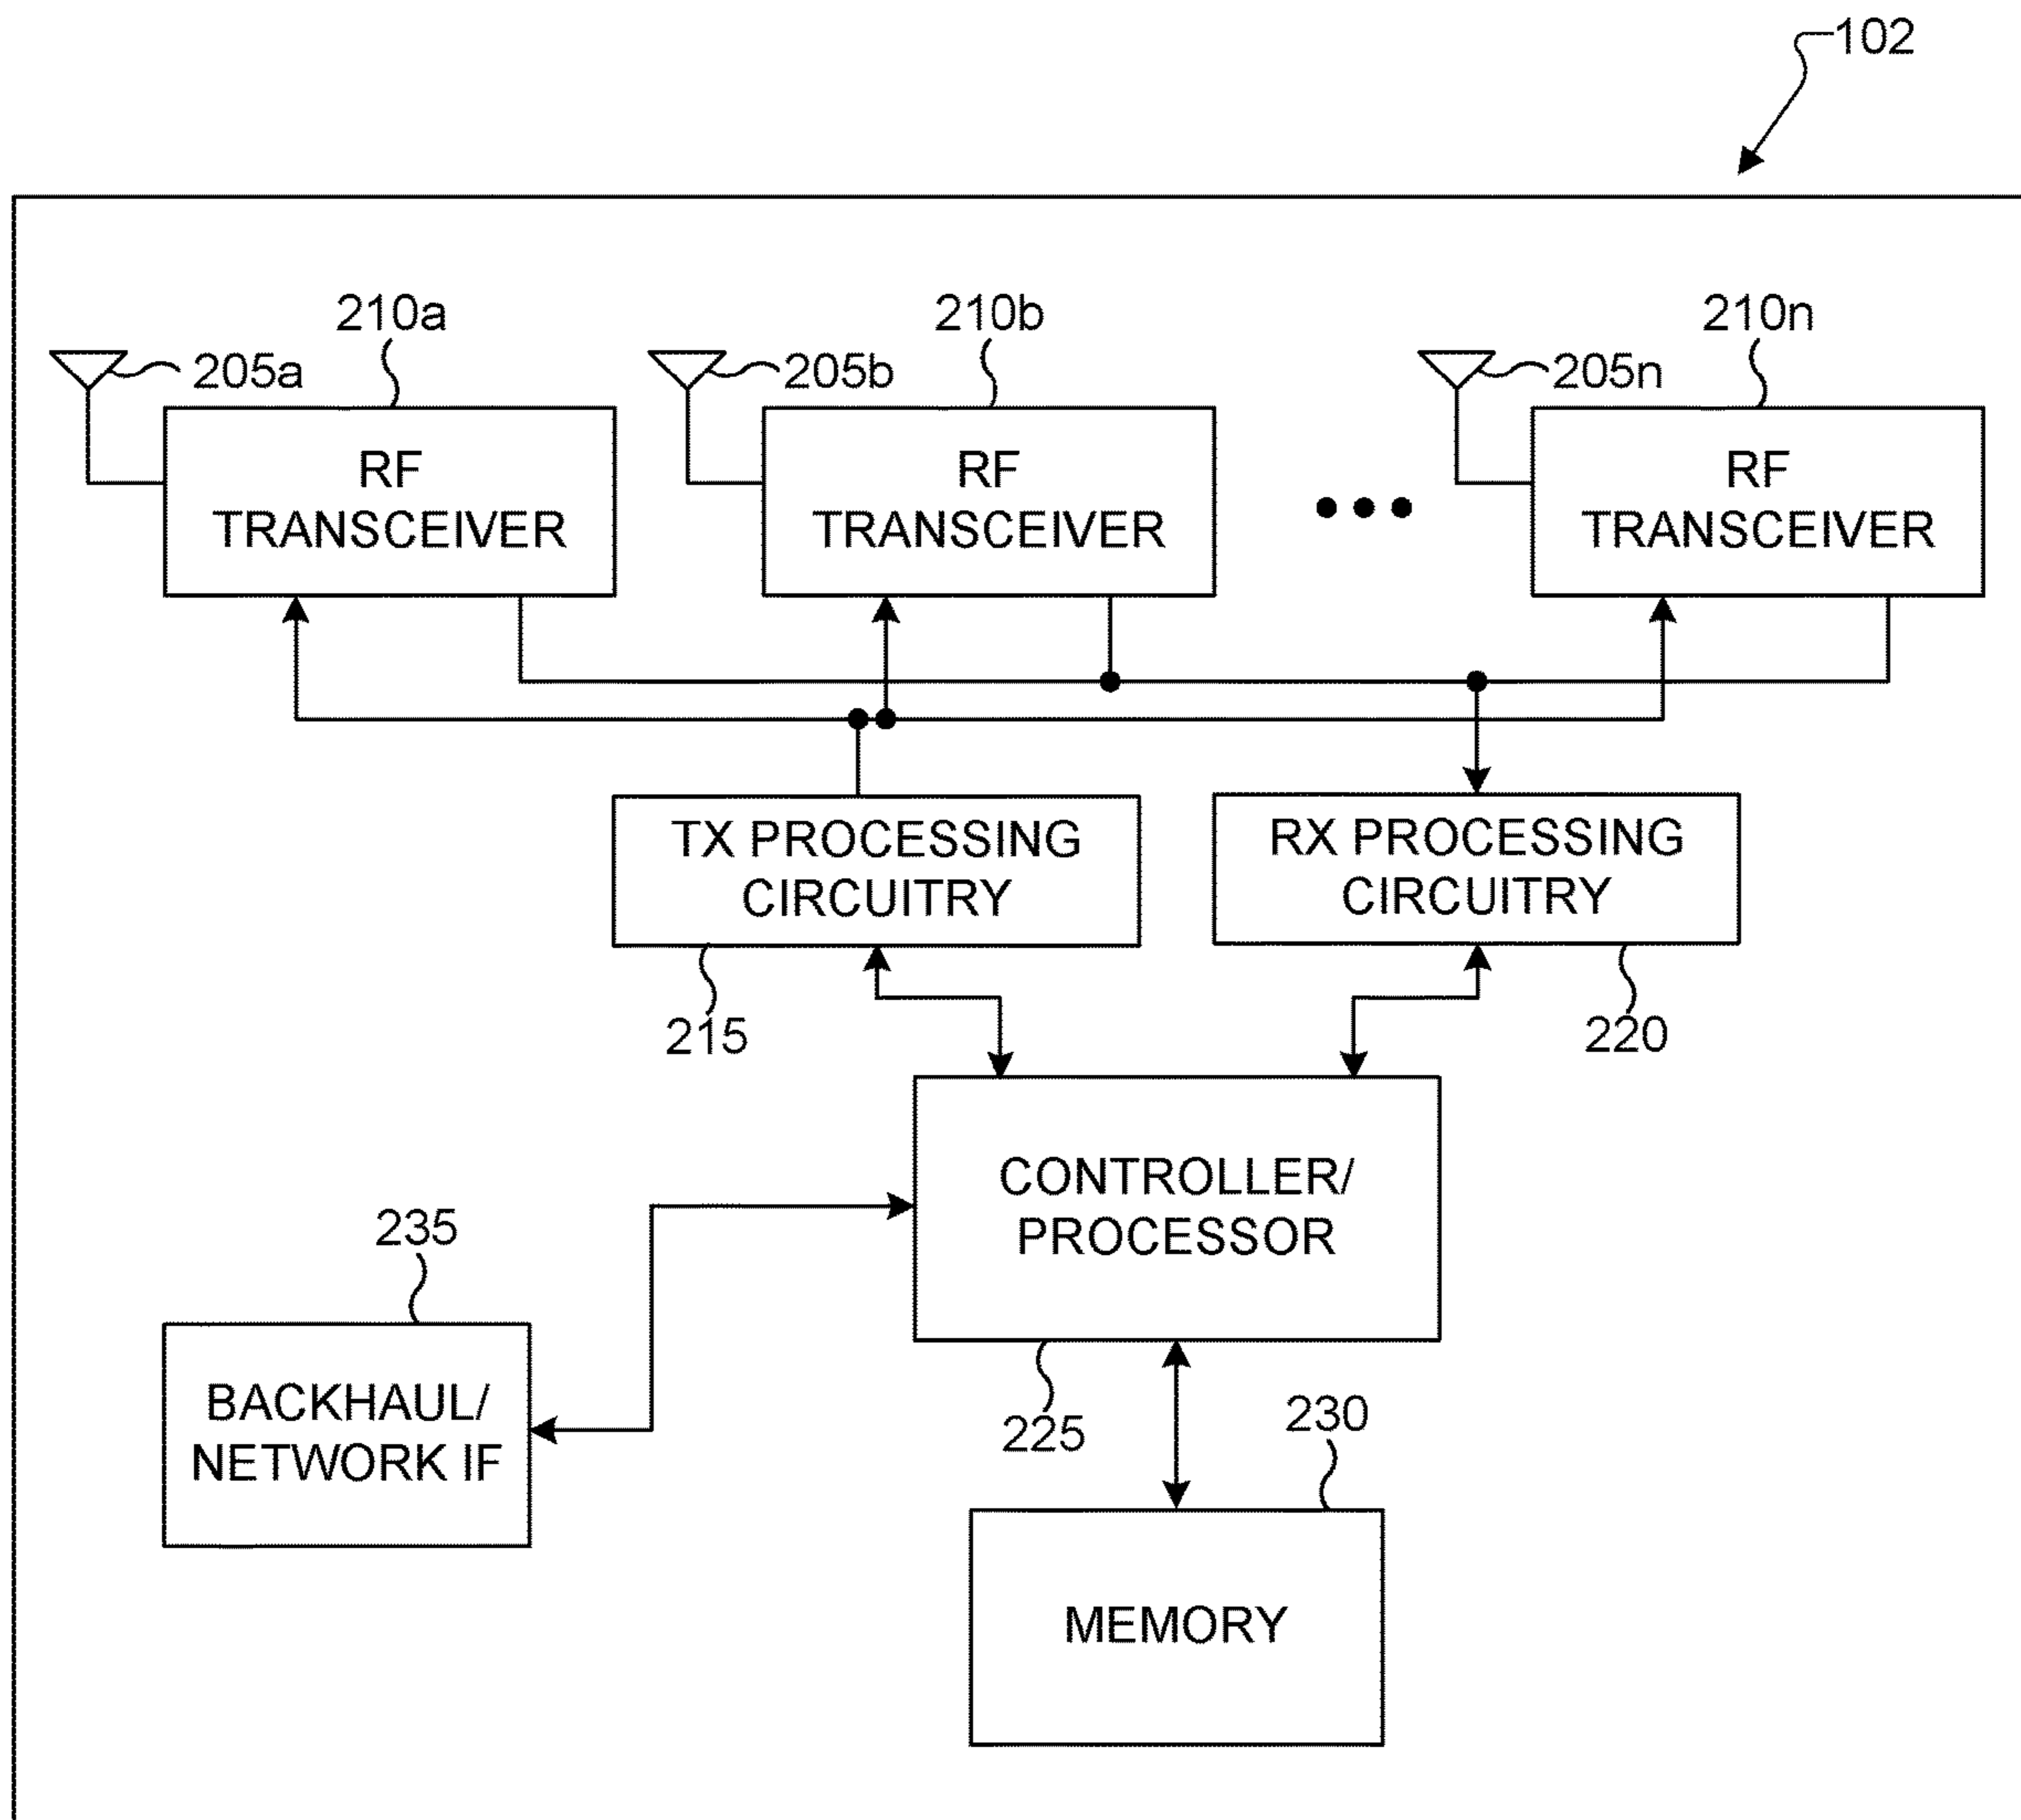 102
210a
210b
210n
205a
205b
205n
RF
TRANSCEIVER
RF
TRANSCEIVER
RF
TRANSCEIVER
TX PROCESSING
CIRCUITRY
RX PROCESSING
CIRCUITRY
215
220
CONTROLLER/
PROCESSOR
235
BACKHAUL/
NETWORK IF
225
230
MEMORY